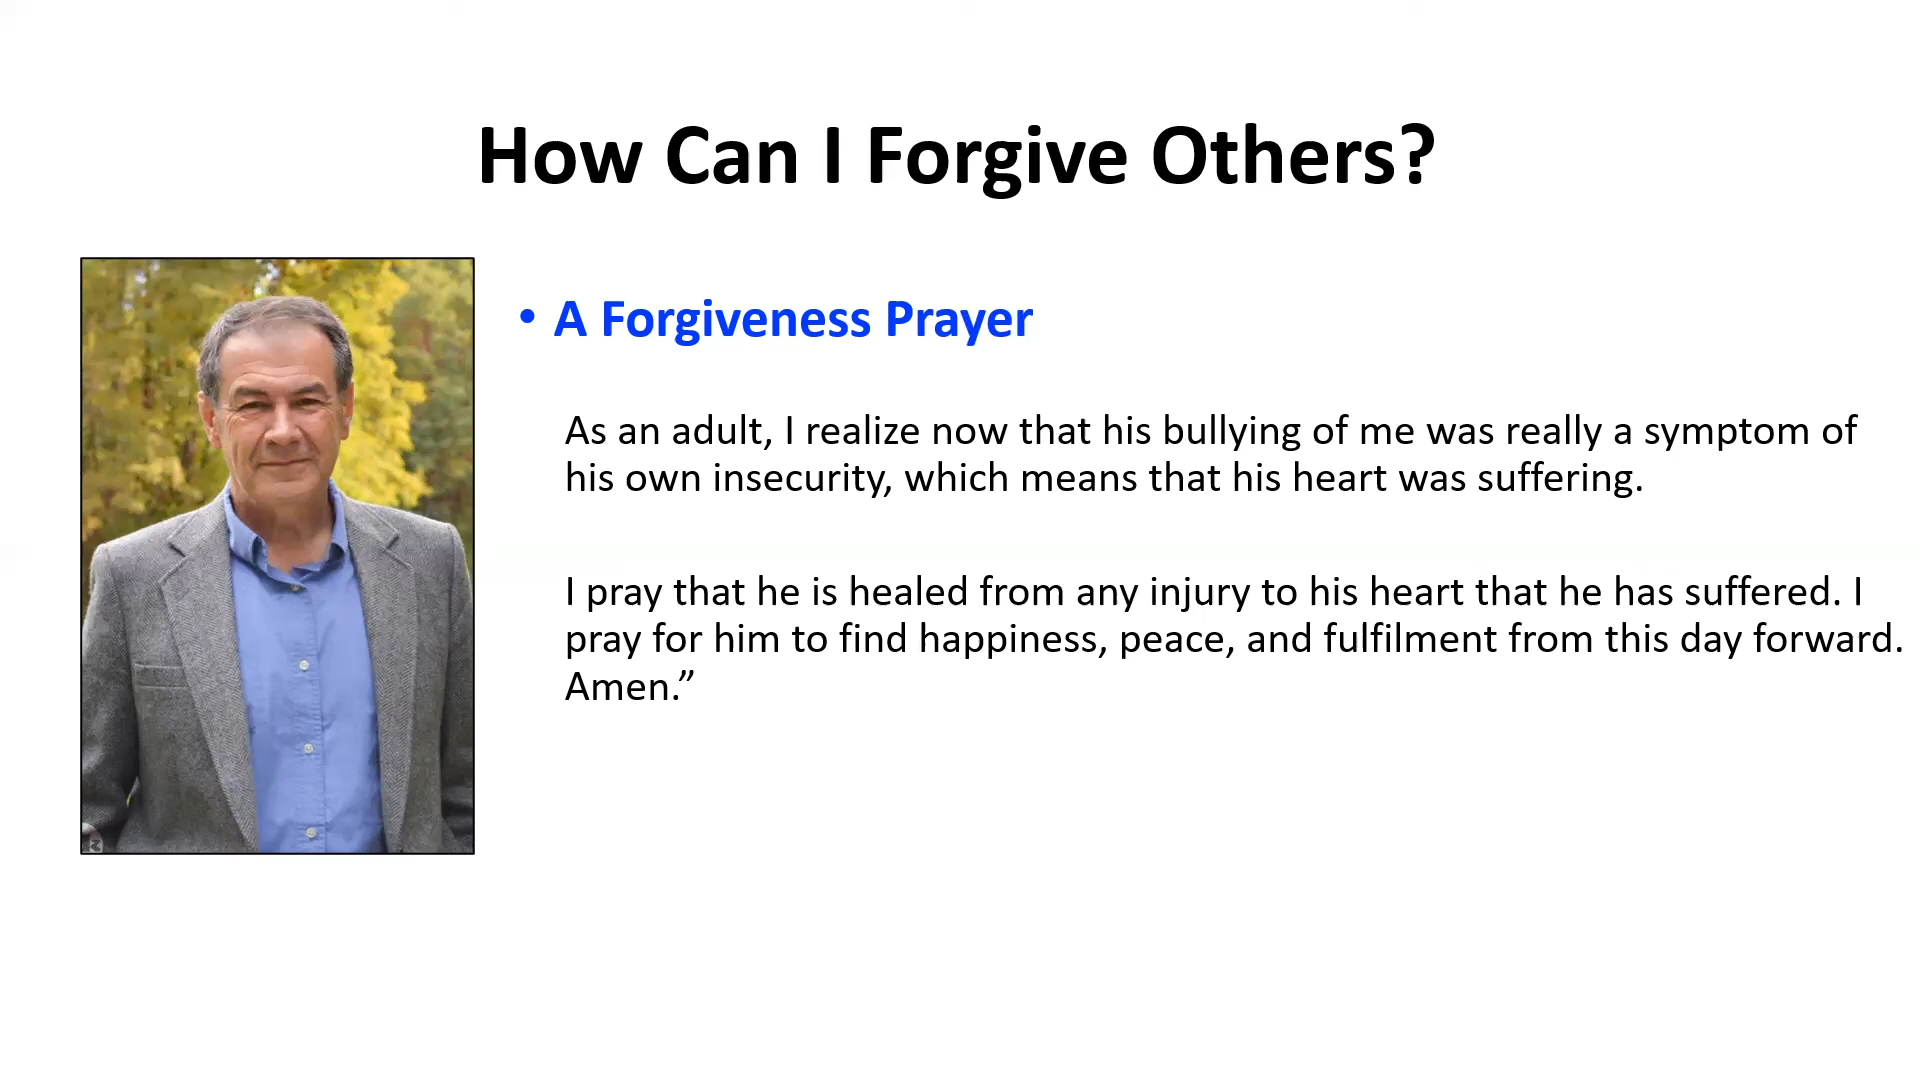 How Can I Forgive Others?
• A Forgiveness Prayer
As an adult, I realize now that his bullying of me was really a symptom of
his own insecurity, which means that his heart was suffering.
I pray that he is healed from any injury to his heart that he has suffered. I
pray for him to find happiness, peace, and fulfilment from this day forward.
Amen.”